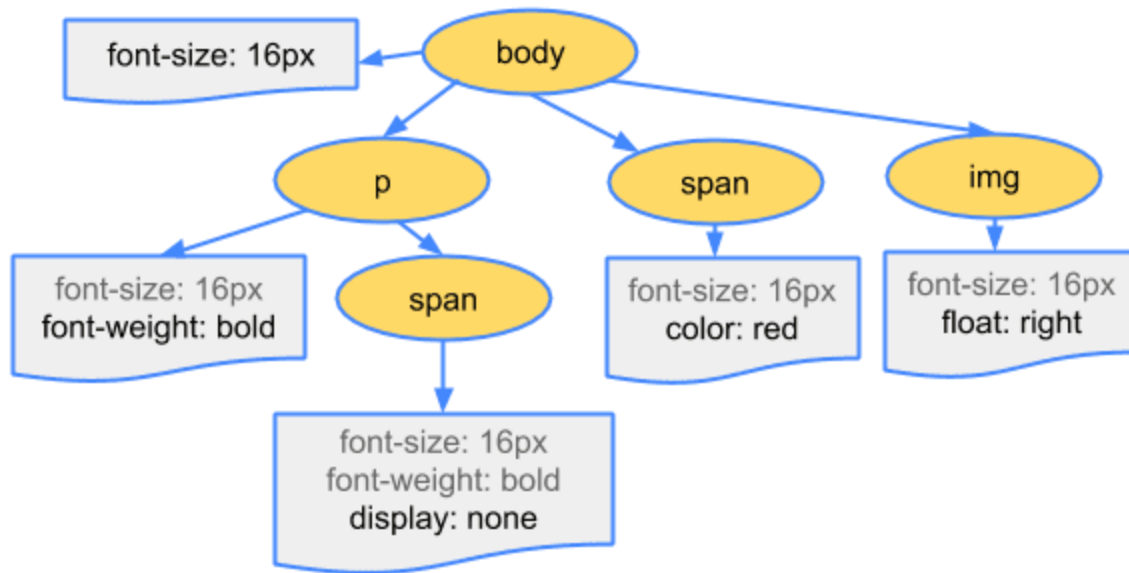 font-size: 16px
body
p
span
img
font-size: 16px
font-weight: bold
span
font-size: 16px
color: red
font-size: 16px
float: right
font-size: 16px
font-weight: bold
display: none